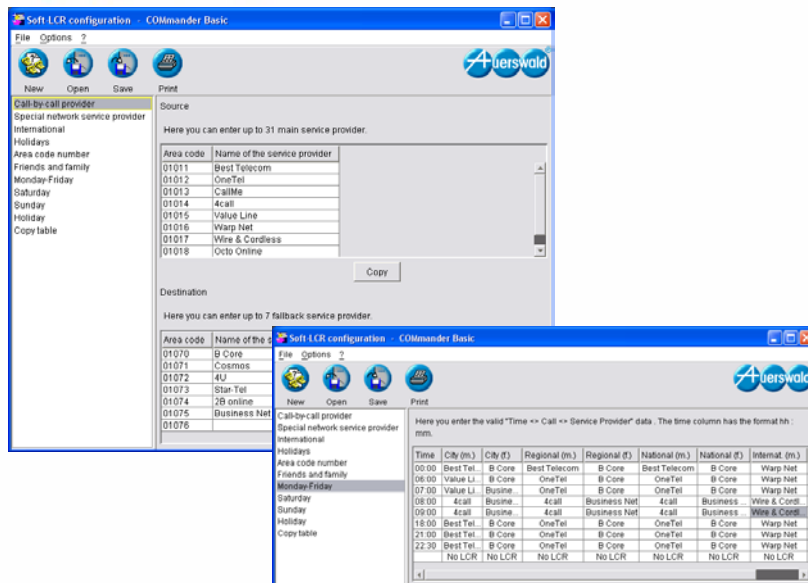 Soft-LCR configuration - COMmander Basic
File Options ?
New Open Save Print
Auerswald
Call-by-call provider
Special network service provider
International
Holidays
Area code number
Friends and family
Monday-Friday
Saturday
Sunday
Holiday
Copy table
Source
Here you can enter up to 31 main service provider.
Area code Name of the service provider
01011 Best Telecom
01012 OneTel
01013 CallMe
01014 4call
01015 Value Line
01016 Warp Net
01017 Wire & Cordless
01018 Octo Online
Copy
Destination
Here you can enter up to 7 fallback service provider.
Area code Name of the s
01070 B Core
01071 Cosmos
01072 4U
01073 Star-Tel
01074 2B online
01075 Business Net
01076
Soft-LCR configuration - COMmander Basic
File Options ?
New Open Save Print
Auerswald
Call-by-call provider
Special network service provider
International
Holidays
Area code number
Friends and family
Monday-Friday
Saturday
Sunday
Holiday
Copy table
Here you enter the valid "Time <=> Call <=> Service Provider" data . The time column has the format hh :
mm.
Time City (m.) City (f.) Regional (m.) Regional (f.) National (m.) National (f.) Internat. (m.)
00:00 Best Tel... B Core Best Telecom B Core Best Telecom B Core Warp Net
06:00 Value Li... B Core OneTel B Core OneTel B Core Warp Net
07:00 Value Li... Busine... OneTel B Core OneTel B Core Warp Net
08:00 4call Busine... 4call Business Net 4call Business ... Wire & Cordl...
09:00 4call Busine... 4call Business Net 4call Business ... Wire & Cordl...
18:00 Best Tel... B Core OneTel B Core OneTel B Core Warp Net
21:00 Best Tel... B Core OneTel B Core OneTel B Core Warp Net
22:30 Best Tel... B Core OneTel B Core OneTel B Core Warp Net
No LCR No LCR No LCR No LCR No LCR No LCR No LCR